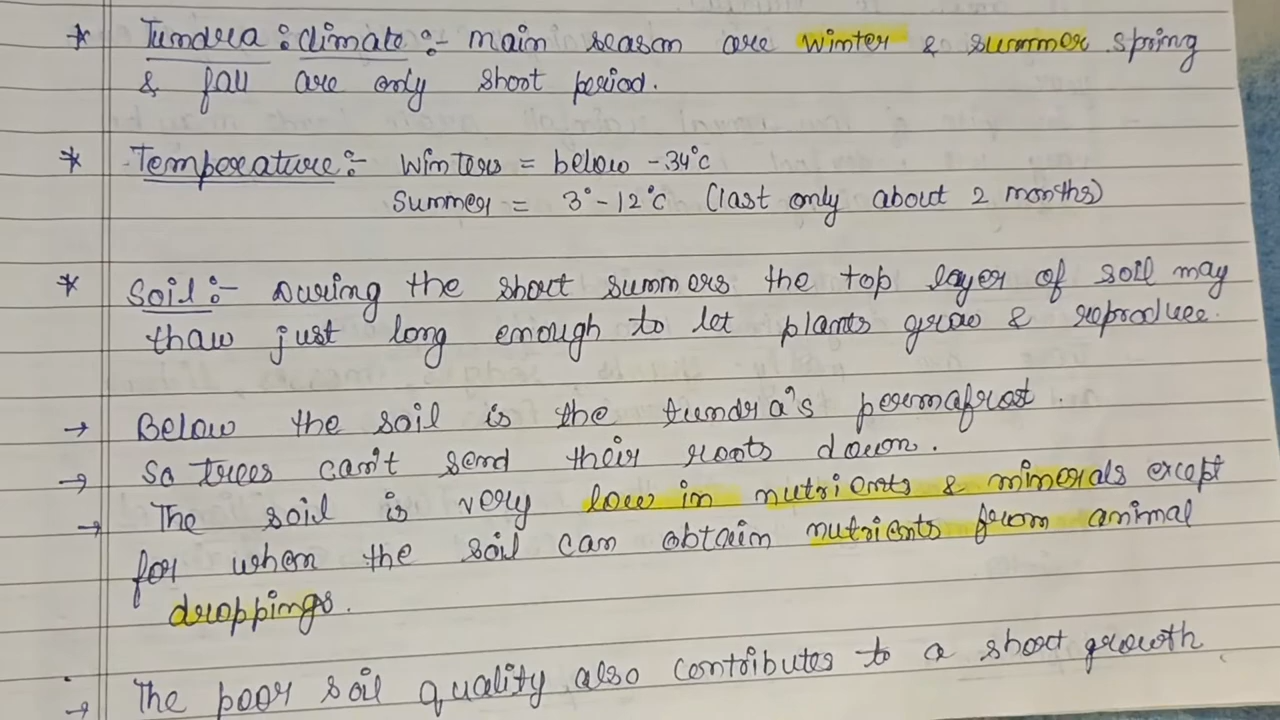 * Tundra : climate :- main season are winter & summer spring
& fall are only short period.
* Temperature :- Winters = below -34°c
Summer = 3° - 12°c (last only about 2 months)
* Soil :- During the short summers the top layer of soil may
thaw just long enough to let plants grow & reproduce.
→ Below the soil is the tundra's permafrost.
→ So trees can't send their roots down.
→ The soil is very low in nutrients & minerals except
for when the soil can obtain nutrients from animal
droppings.
→ The poor soil quality, also contributes to a short growth